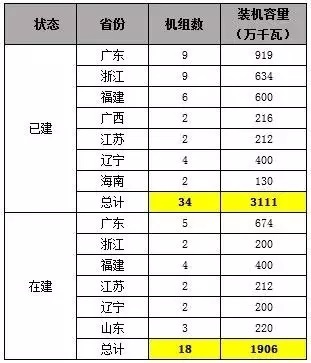 状态 省份 机组数 装机容量
（万千瓦）
已建
广东 9 919
浙江 9 634
福建 6 600
广西 2 216
江苏 2 212
辽宁 4 400
海南 2 130
总计 34 3111
在建
广东 5 674
浙江 2 200
福建 4 400
江苏 2 212
辽宁 2 200
山东 3 220
总计 18 1906